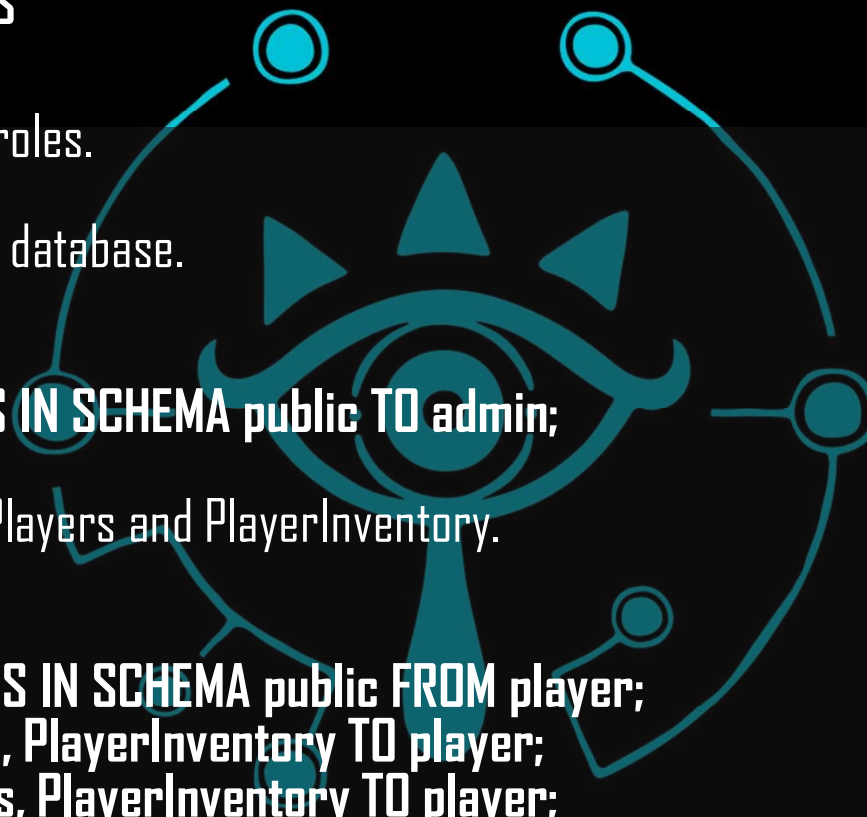 s
roles.
database.
S IN SCHEMA public TO admin;
Players and PlayerInventory.
S IN SCHEMA public FROM player;
, PlayerInventory TO player;
s, PlayerInventory TO player;